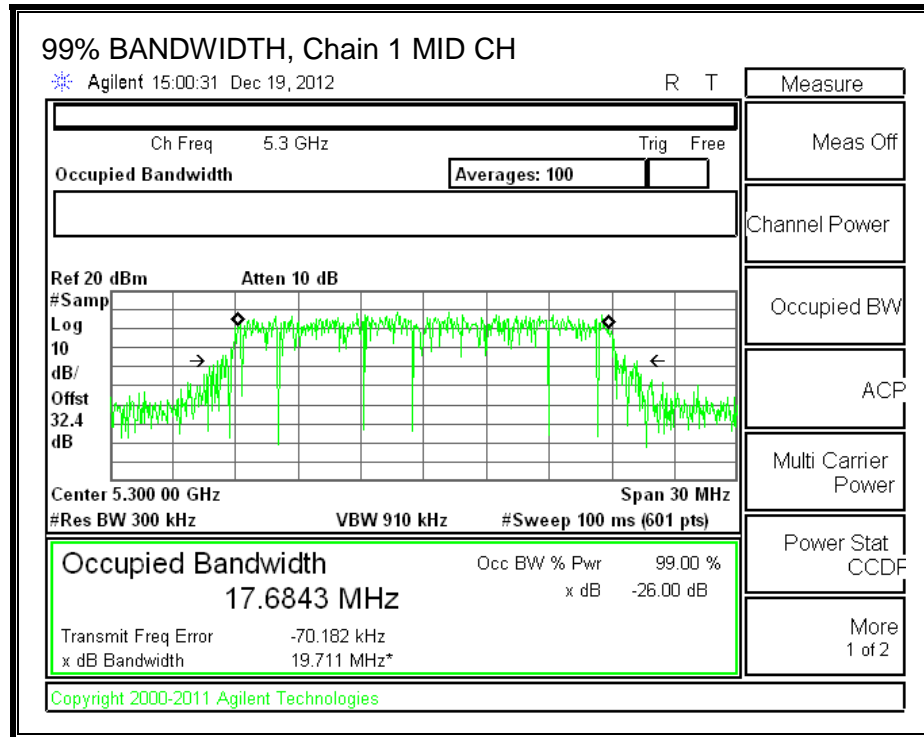 99% BANDWIDTH, Chain 1 MID CH
Agilent 15:00:31 Dec 19, 2012 R T
Measure
Ch Freq 5.3 GHz Trig Free
Meas Off
Occupied Bandwidth Averages: 100
Channel Power
Ref 20 dBm Atten 10 dB
#Samp
Log
10
dB/
Offst
32.4
dB
Occupied BW
ACP
Multi Carrier
Power
Center 5.300 00 GHz Span 30 MHz
#Res BW 300 kHz VBW 910 kHz #Sweep 100 ms (601 pts)
Power Stat
CCDF
Occupied Bandwidth Occ BW % Pwr 99.00 %
17.6843 MHz x dB -26.00 dB
Transmit Freq Error -70.182 kHz
x dB Bandwidth 19.711 MHz*
More
1 of 2
Copyright 2000-2011 Agilent Technologies